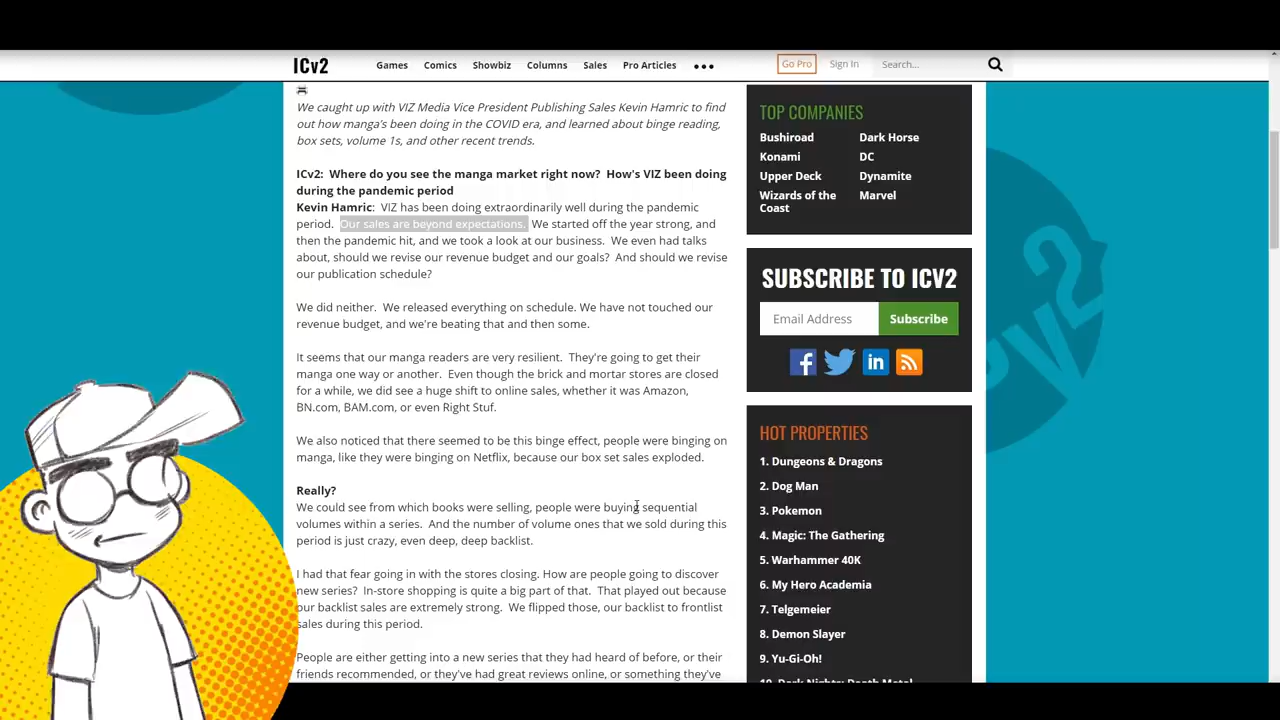 ICv2
Games
Comics
Showbiz
Columns
Sales
Pro Articles
Go Pro
Sign In
Search...
We caught up with VIZ Media Vice President Publishing Sales Kevin Hamric to find
out how manga's been doing in the COVID era, and learned about binge reading,
box sets, volume 1s, and other recent trends.
ICv2:  Where do you see the manga market right now?  How's VIZ been doing
during the pandemic period
Kevin Hamric:  VIZ has been doing extraordinarily well during the pandemic
period.  Our sales are beyond expectations.  We started off the year strong, and
then the pandemic hit, and we took a look at our business.  We even had talks
about, should we revise our revenue budget and our goals?  And should we revise
our publication schedule?
We did neither.  We released everything on schedule. We have not touched our
revenue budget, and we're beating that and then some.
It seems that our manga readers are very resilient.  They're going to get their
manga one way or another.  Even though the brick and mortar stores are closed
for a while, we did see a huge shift to online sales, whether it was Amazon,
BN.com, BAM.com, or even Right Stuf.
We also noticed that there seemed to be this binge effect, people were binging on
manga, like they were binging on Netflix, because our box set sales exploded.
Really?
We could see from which books were selling, people were buying sequential
volumes within a series.  And the number of volume ones that we sold during this
period is just crazy, even deep, deep backlist.
I had that fear going in with the stores closing. How are people going to discover
new series?  In-store shopping is quite a big part of that.  That played out because
our backlist sales are extremely strong.  We flipped those, our backlist to frontlist
sales during this period.
People are either getting into a new series that they had heard of before, or their
friends recommended, or they've had great reviews online, or something they've
TOP COMPANIES
Bushiroad
Dark Horse
Konami
DC
Upper Deck
Dynamite
Wizards of the
Coast
Marvel
SUBSCRIBE TO ICV2
Email Address
Subscribe
HOT PROPERTIES
1. Dungeons & Dragons
2. Dog Man
3. Pokemon
4. Magic: The Gathering
5. Warhammer 40K
6. My Hero Academia
7. Telgemeier
8. Demon Slayer
9. Yu-Gi-Oh!
10. Dark Nights: Death Metal